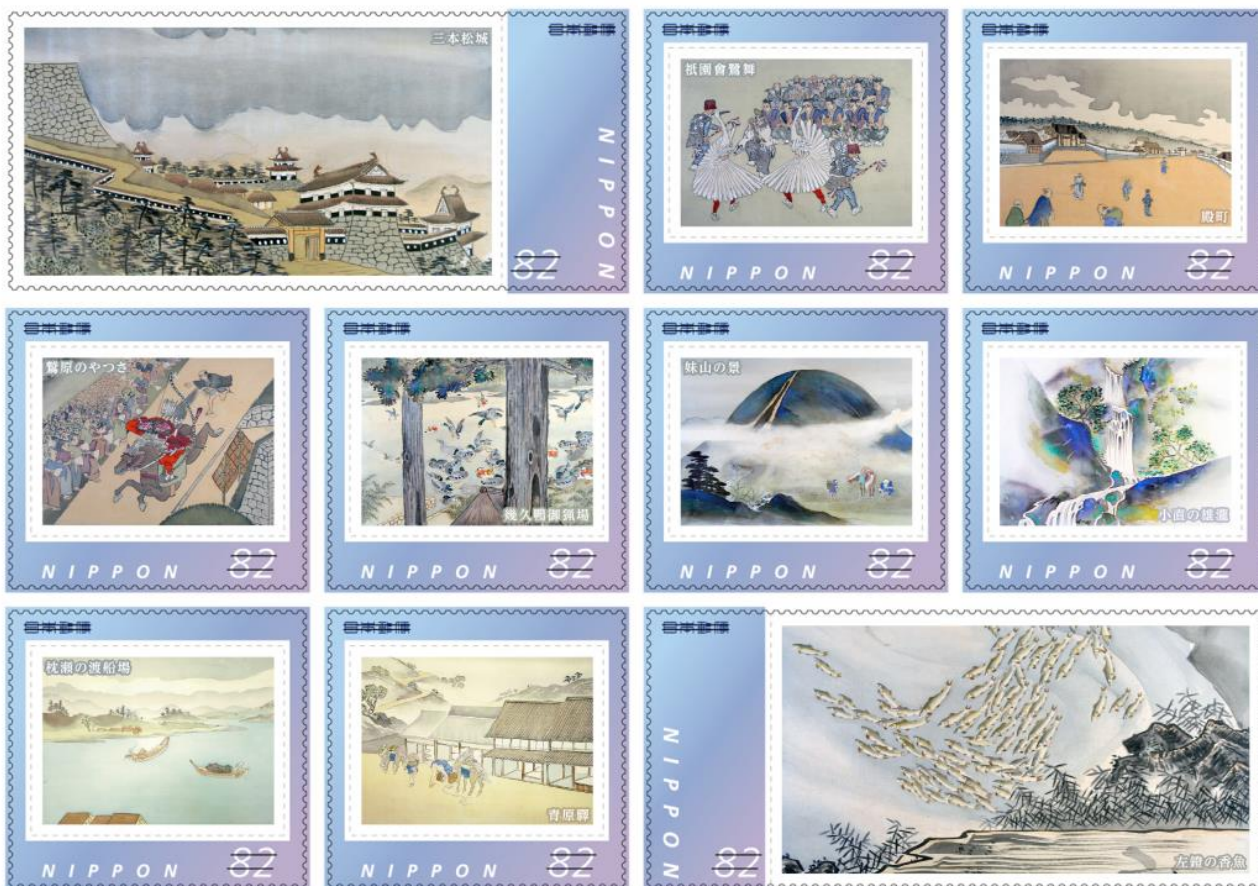 三本松城
日本郵便
NIPPON
82
祇園會鷺舞
日本郵便
NIPPON
82
日本郵便
殿町
NIPPON
82
日本郵便
鷲原のやつさ
NIPPON
82
日本郵便
幾久鴨御猟場
NIPPON
82
日本郵便
妹山の景
NIPPON
82
日本郵便
小直の雄瀧
NIPPON
82
日本郵便
枕瀬の渡船場
NIPPON
82
日本郵便
青原驛
NIPPON
82
日本郵便
NIPPON
82
左鐙の香魚